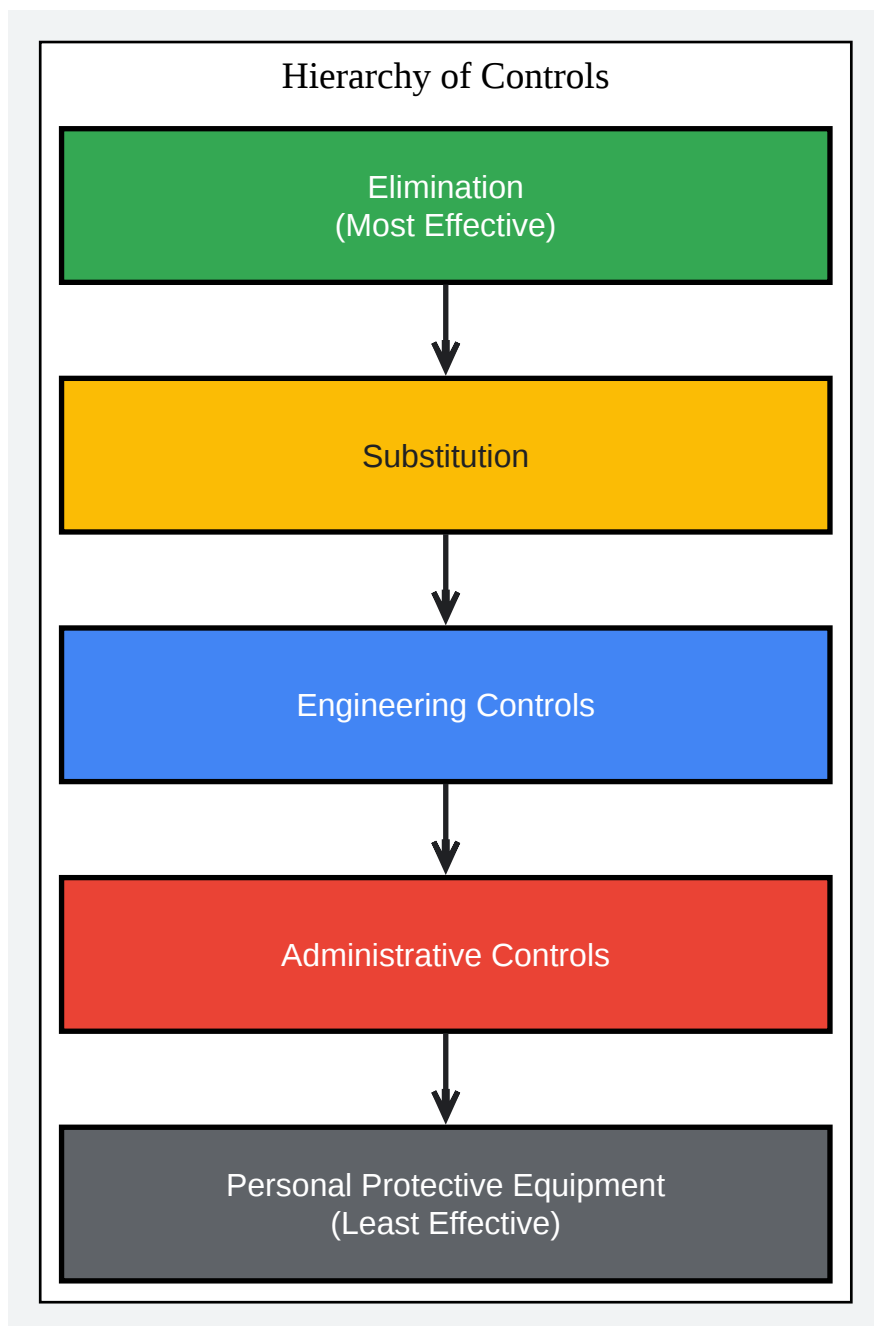 Hierarchy of Controls
Elimination
(Most Effective)
Substitution
Engineering Controls
Administrative Controls
Personal Protective Equipment
(Least Effective)